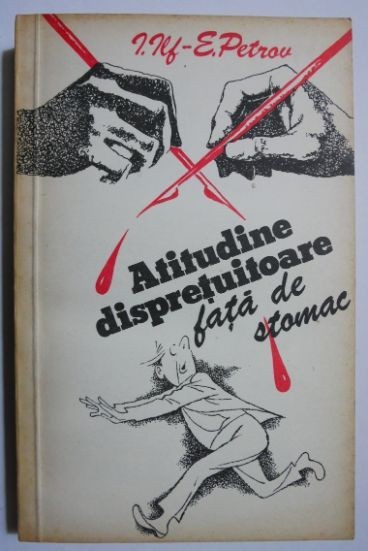 I. Ilf - E. Petrov
Atitudine
disprețuitoare
față de
stomac